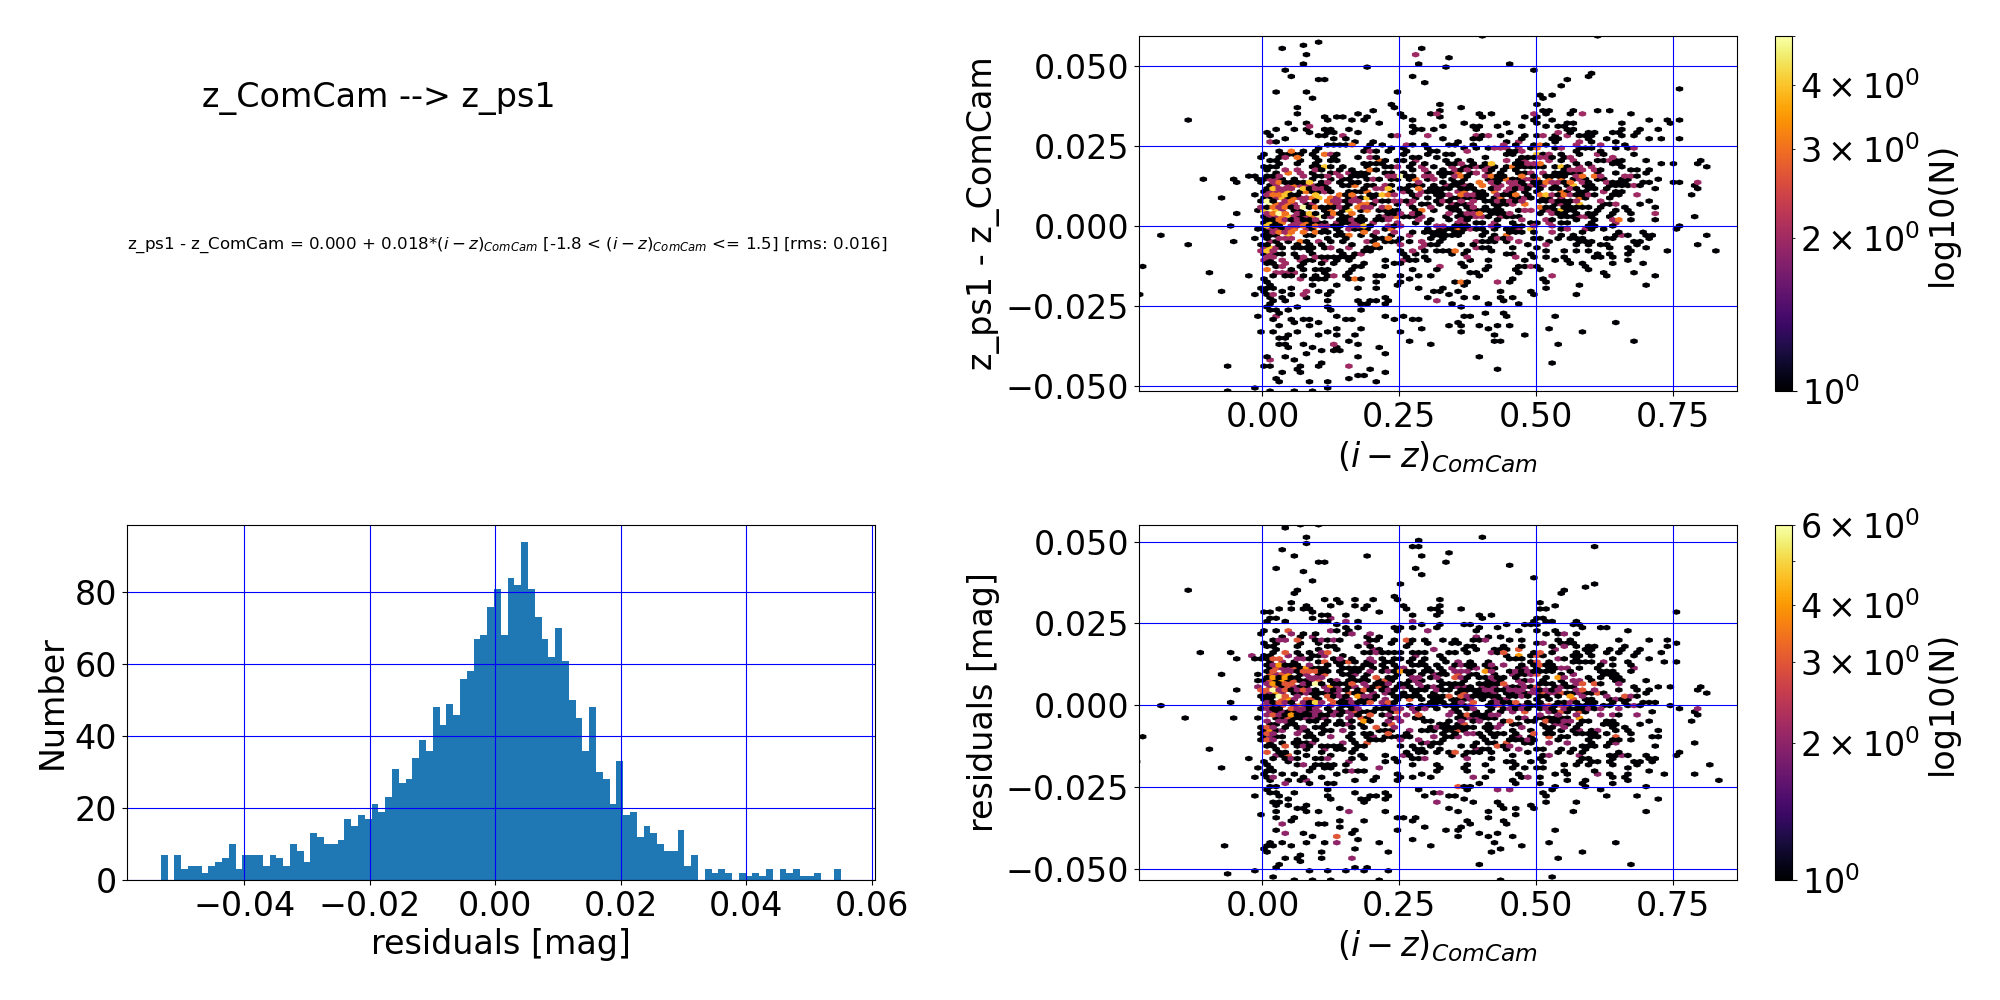 z_ComCam --> z_ps1
z_ps1 - z_ComCam = 0.000 + 0.018*(i − z)ComCam [-1.8 < (i − z)ComCam <= 1.5] [rms: 0.016]
z_ps1 - z_ComCam
0.050
0.025
0.000
−0.025
−0.050
0.00 0.25 0.50 0.75
(i − z)ComCam
4 × 10⁰
3 × 10⁰
2 × 10⁰
10⁰
log10(N)
Number
80
60
40
20
0
−0.04 −0.02 0.00 0.02 0.04 0.06
residuals [mag]
residuals [mag]
0.050
0.025
0.000
−0.025
−0.050
0.00 0.25 0.50 0.75
(i − z)ComCam
6 × 10⁰
4 × 10⁰
3 × 10⁰
2 × 10⁰
10⁰
log10(N)